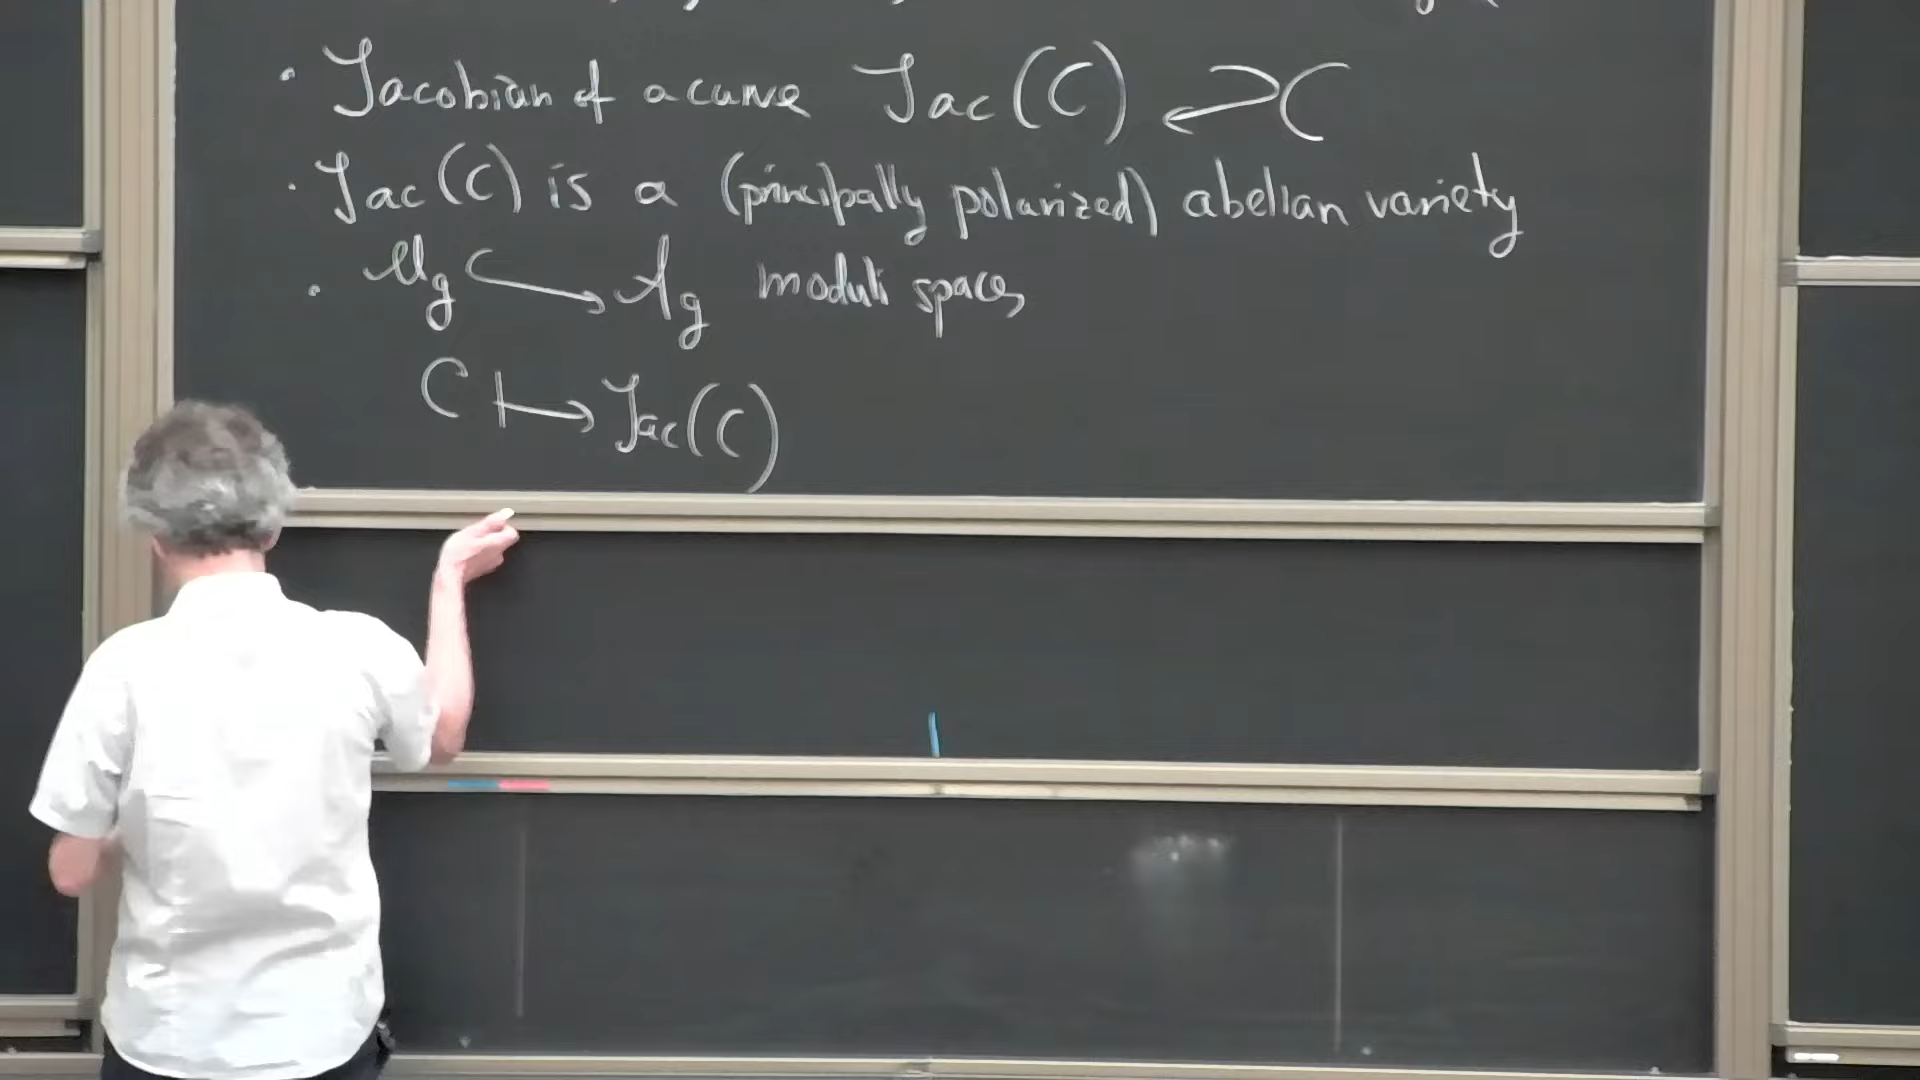 · Jacobian of a curve Jac(C) ↩ C
· Jac(C) is a (principally polarized) abelian variety
· ℳg ↪ 𝒜g moduli spaces
C ↦ Jac(C)